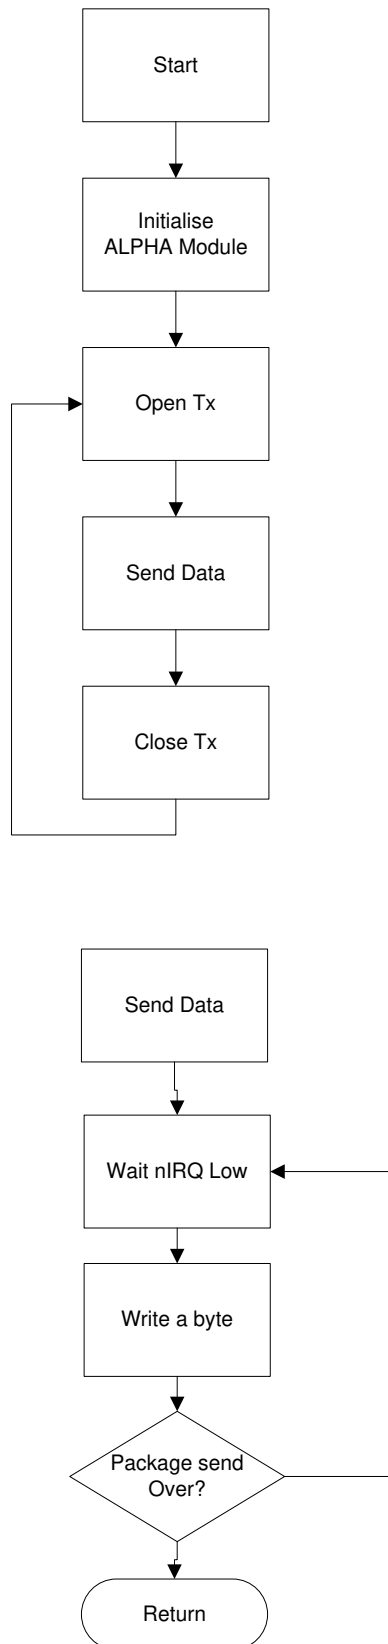 Start
Initialise
ALPHA Module
Open Tx
Send Data
Close Tx
Send Data
Wait nIRQ Low
Write a byte
Package send
Over?
Return